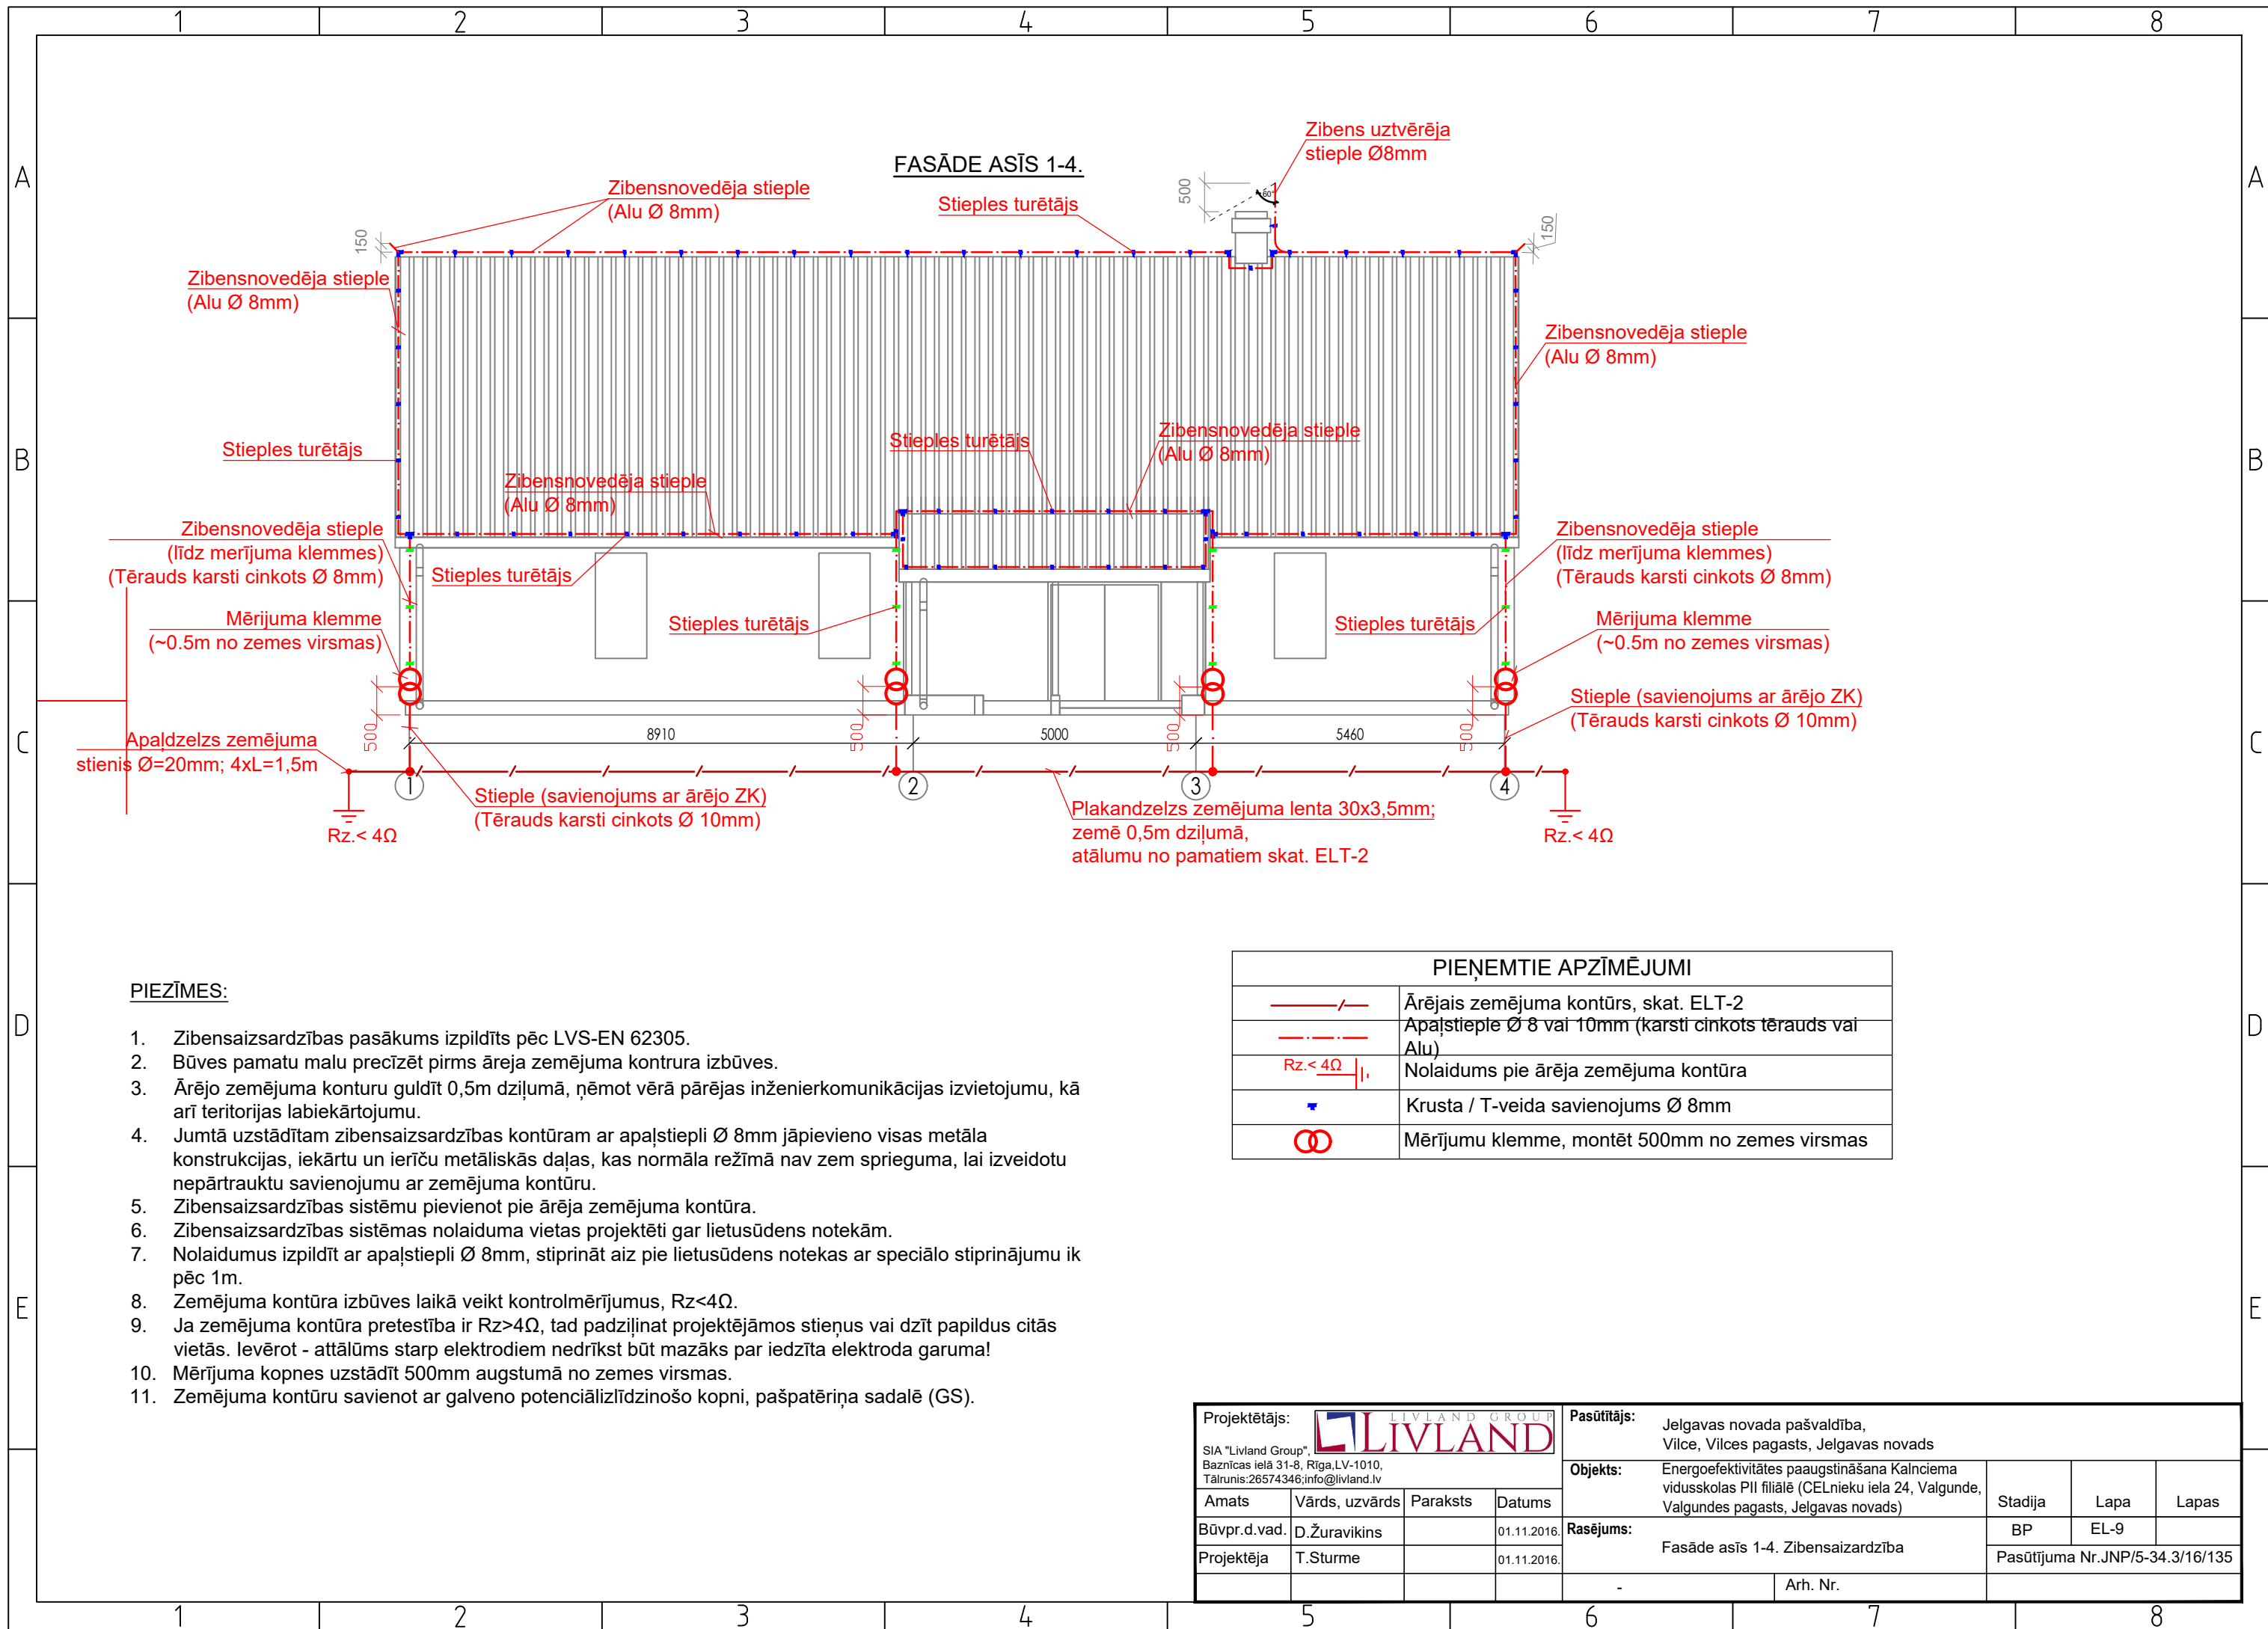 1 2 3 4 5 6 7 8
A A
B B
C C
D D
E E
FASĀDE ASĪS 1-4.
Zibens uztvērēja
stieple Ø8mm
500
60°
Zibensnovedēja stieple
(Alu Ø 8mm)
Stieples turētājs
150
150
Zibensnovedēja stieple
(Alu Ø 8mm)
Zibensnovedēja stieple
(Alu Ø 8mm)
Stieples turētājs
Stieples turētājs
Zibensnovedēja stieple
(Alu Ø 8mm)
Zibensnovedēja stieple
(Alu Ø 8mm)
Zibensnovedēja stieple
(līdz merījuma klemmes)
(Tērauds karsti cinkots Ø 8mm)
Stieples turētājs
Zibensnovedēja stieple
(līdz merījuma klemmes)
(Tērauds karsti cinkots Ø 8mm)
Mērijuma klemme
(~0.5m no zemes virsmas)
Stieples turētājs
Stieples turētājs
Mērijuma klemme
(~0.5m no zemes virsmas)
Stieple (savienojums ar ārējo ZK)
(Tērauds karsti cinkots Ø 10mm)
500
500
500
500
8910
5000
5460
Apaļdzelzs zemējuma
stienis Ø=20mm; 4xL=1,5m
1 2 3 4
Stieple (savienojums ar ārējo ZK)
(Tērauds karsti cinkots Ø 10mm)
Rz.< 4Ω
Plakandzelzs zemējuma lenta 30x3,5mm;
zemē 0,5m dziļumā,
atālumu no pamatiem skat. ELT-2
Rz.< 4Ω
PIEZĪMES:
1. Zibensaizsardzības pasākums izpildīts pēc LVS-EN 62305.
2. Būves pamatu malu precīzēt pirms āreja zemējuma kontrura izbūves.
3. Ārējo zemējuma konturu guldīt 0,5m dziļumā, ņēmot vērā pārējas inženierkomunikācijas izvietojumu, kā
arī teritorijas labiekārtojumu.
4. Jumtā uzstādītam zibensaizsardzības kontūram ar apaļstiepli Ø 8mm jāpievieno visas metāla
konstrukcijas, iekārtu un ierīču metāliskās daļas, kas normāla režīmā nav zem sprieguma, lai izveidotu
nepārtrauktu savienojumu ar zemējuma kontūru.
5. Zibensaizsardzības sistēmu pievienot pie ārēja zemējuma kontūra.
6. Zibensaizsardzības sistēmas nolaiduma vietas projektēti gar lietusūdens notekām.
7. Nolaidumus izpildīt ar apaļstiepli Ø 8mm, stiprināt aiz pie lietusūdens notekas ar speciālo stiprinājumu ik
pēc 1m.
8. Zemējuma kontūra izbūves laikā veikt kontrolmērījumus, Rz<4Ω.
9. Ja zemējuma kontūra pretestība ir Rz>4Ω, tad padziļinat projektējāmos stieņus vai dzīt papildus citās
vietās. Ievērot - attālūms starp elektrodiem nedrīkst būt mazāks par iedzīta elektroda garuma!
10. Mērījuma kopnes uzstādīt 500mm augstumā no zemes virsmas.
11. Zemējuma kontūru savienot ar galveno potenciālizlīdzinošo kopni, pašpatēriņa sadalē (GS).
PIEŅEMTIE APZĪMĒJUMI
Ārējais zemējuma kontūrs, skat. ELT-2
Apaļstieple Ø 8 vai 10mm (karsti cinkots tērauds vai
Alu)
Rz.< 4Ω Nolaidums pie ārēja zemējuma kontūra
Krusta / T-veida savienojums Ø 8mm
Mērījumu klemme, montēt 500mm no zemes virsmas
Projektētājs:
LIVLAND GROUP
LIVLAND
SIA "Livland Group",
Baznīcas ielā 31-8, Rīga,LV-1010,
Tālrunis:26574346;info@livland.lv
Pasūtītājs:
Jelgavas novada pašvaldība,
Vilce, Vilces pagasts, Jelgavas novads
Objekts:
Energoefektivitātes paaugstināšana Kalnciema
vidusskolas PII filiālē (CELnieku iela 24, Valgunde,
Valgundes pagasts, Jelgavas novads)
Stadija Lapa Lapas
Amats Vārds, uzvārds Paraksts Datums
Būvpr.d.vad. D.Žuravikins 01.11.2016.
Rasējums:
Fasāde asīs 1-4. Zibensaizardzība
BP EL-9
Projektēja T.Sturme 01.11.2016.
Pasūtījuma Nr.JNP/5-34.3/16/135
- Arh. Nr.
1 2 3 4 5 6 7 8